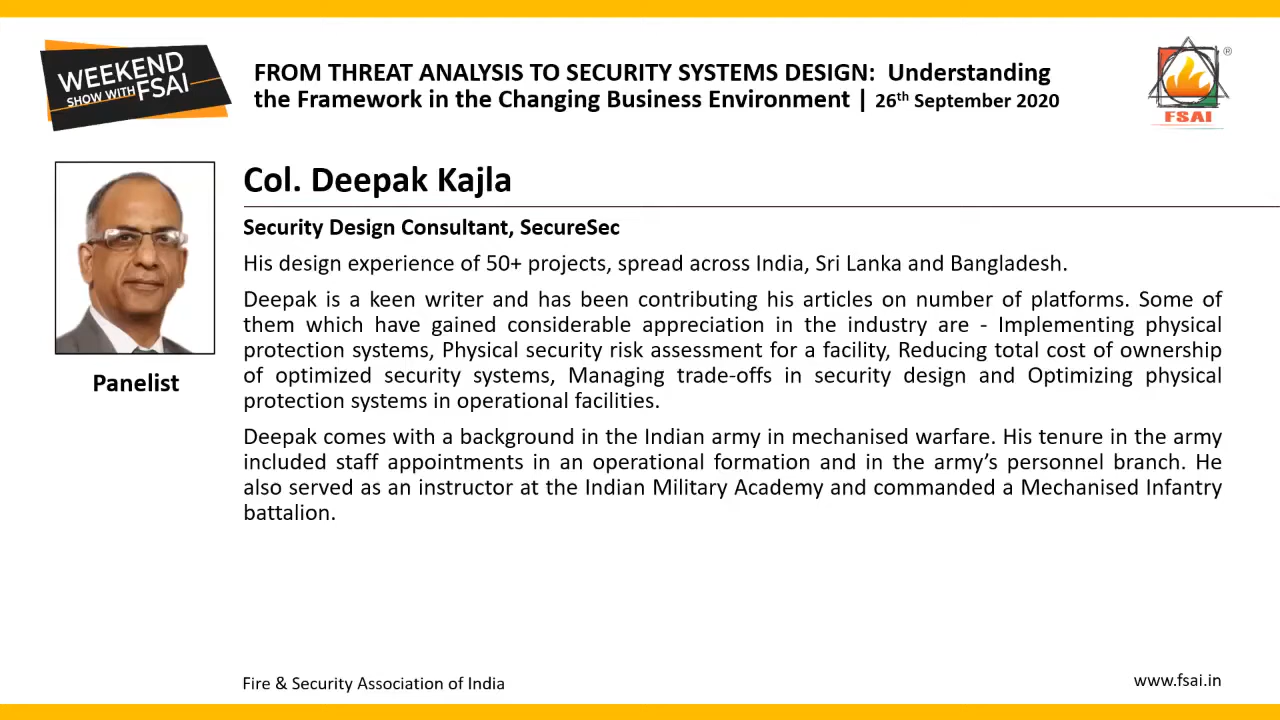 WEEKEND
SHOW WITH FSAI
FROM THREAT ANALYSIS TO SECURITY SYSTEMS DESIGN:  Understanding
the Framework in the Changing Business Environment | 26th September 2020
®
FSAI
Col. Deepak Kajla
Security Design Consultant, SecureSec
His design experience of 50+ projects, spread across India, Sri Lanka and Bangladesh.
Deepak is a keen writer and has been contributing his articles on number of platforms. Some of
them which have gained considerable appreciation in the industry are - Implementing physical
protection systems, Physical security risk assessment for a facility, Reducing total cost of ownership
of optimized security systems, Managing trade-offs in security design and Optimizing physical
protection systems in operational facilities.
Panelist
Deepak comes with a background in the Indian army in mechanised warfare. His tenure in the army
included staff appointments in an operational formation and in the army’s personnel branch. He
also served as an instructor at the Indian Military Academy and commanded a Mechanised Infantry
battalion.
Fire & Security Association of India
www.fsai.in